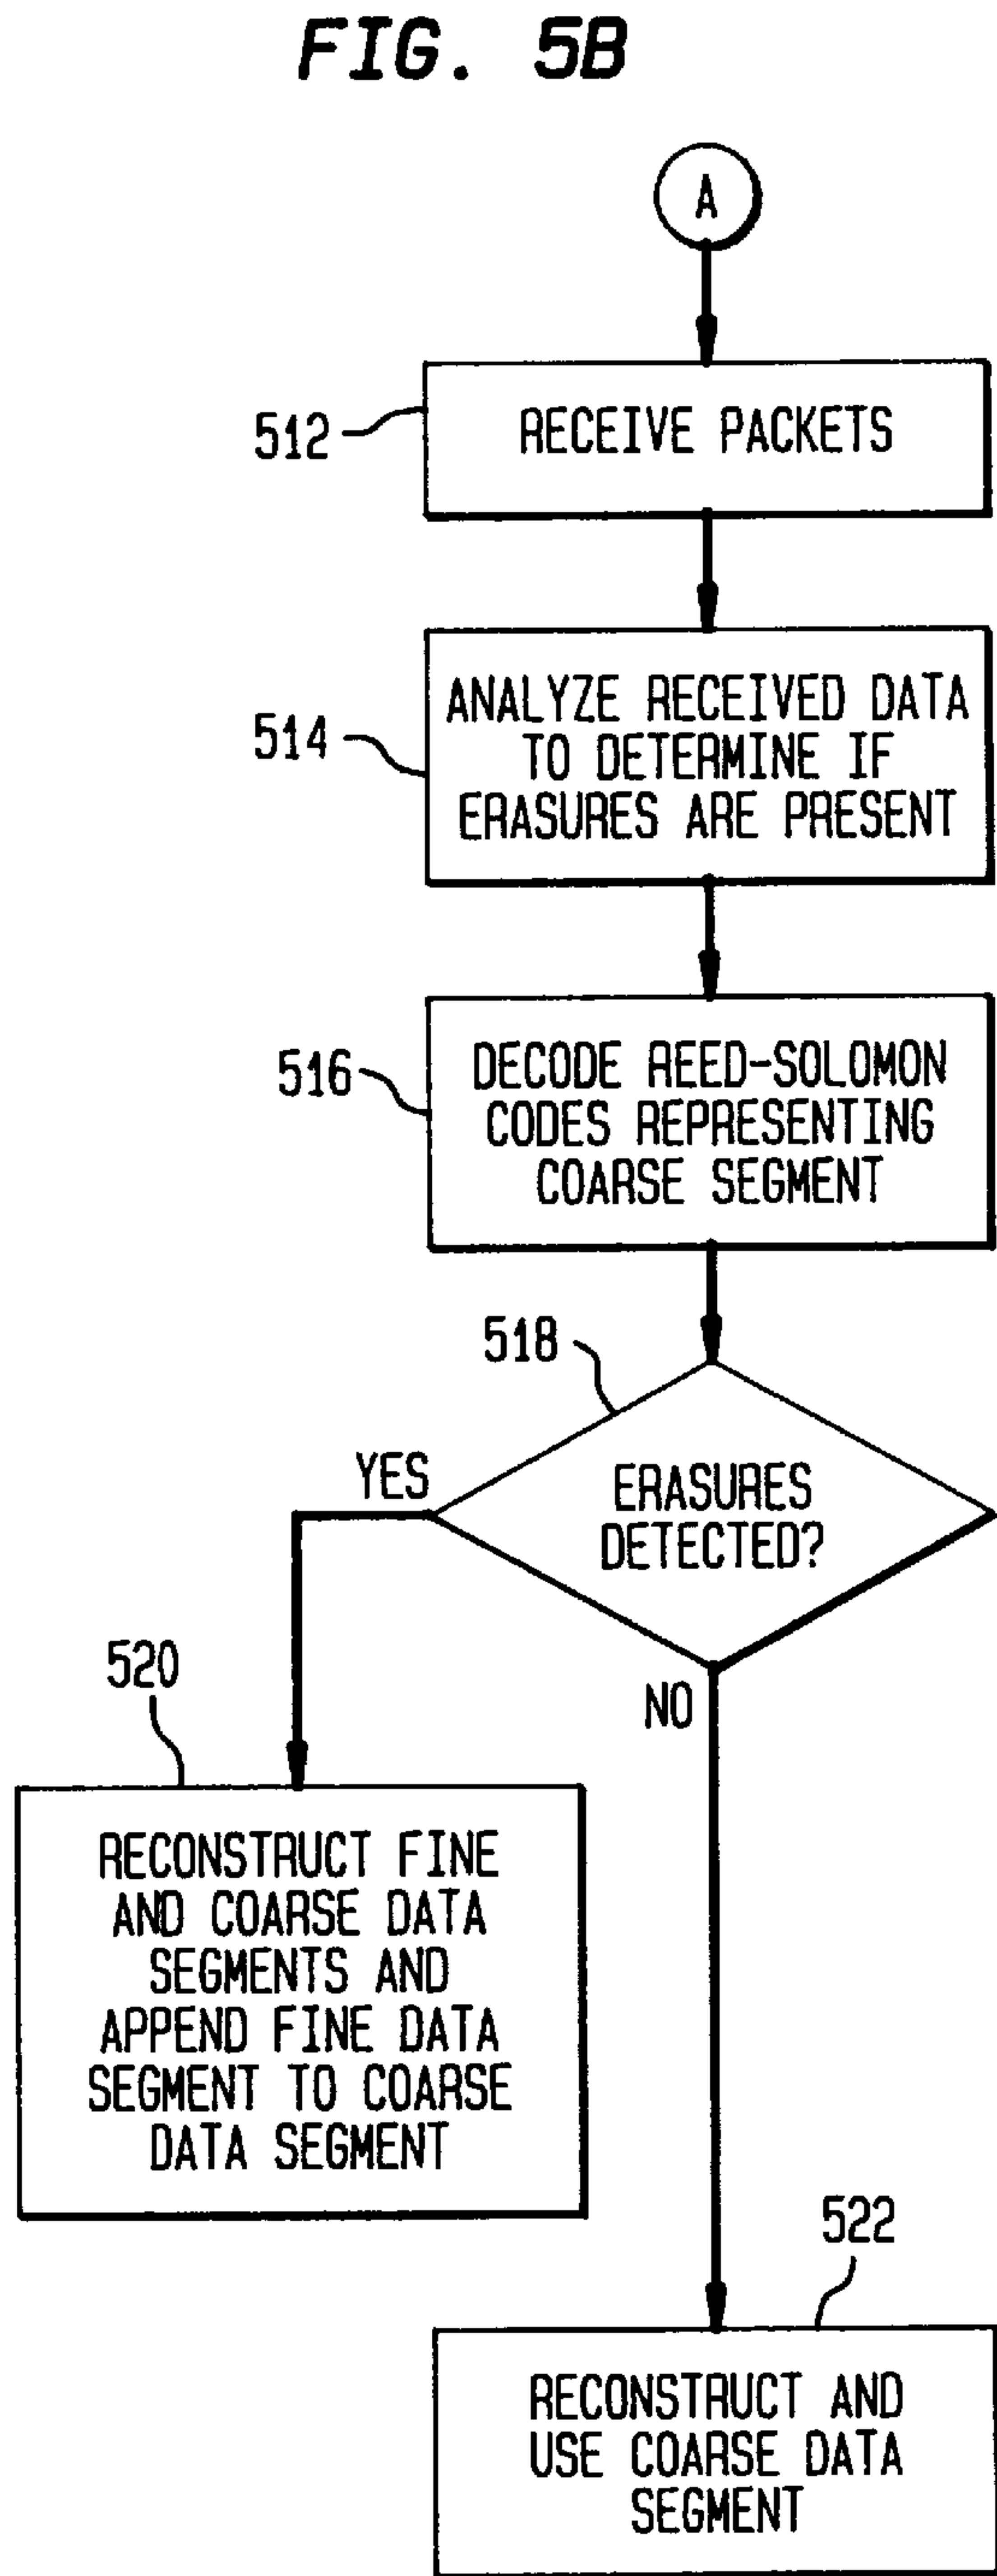 FIG. 5B
A
512
RECEIVE PACKETS
514
ANALYZE RECEIVED DATA
TO DETERMINE IF
ERASURES ARE PRESENT
516
DECODE REED-SOLOMON
CODES REPRESENTING
COARSE SEGMENT
518
ERASURES
DETECTED?
YES
NO
520
RECONSTRUCT FINE
AND COARSE DATA
SEGMENTS AND
APPEND FINE DATA
SEGMENT TO COARSE
DATA SEGMENT
522
RECONSTRUCT AND
USE COARSE DATA
SEGMENT